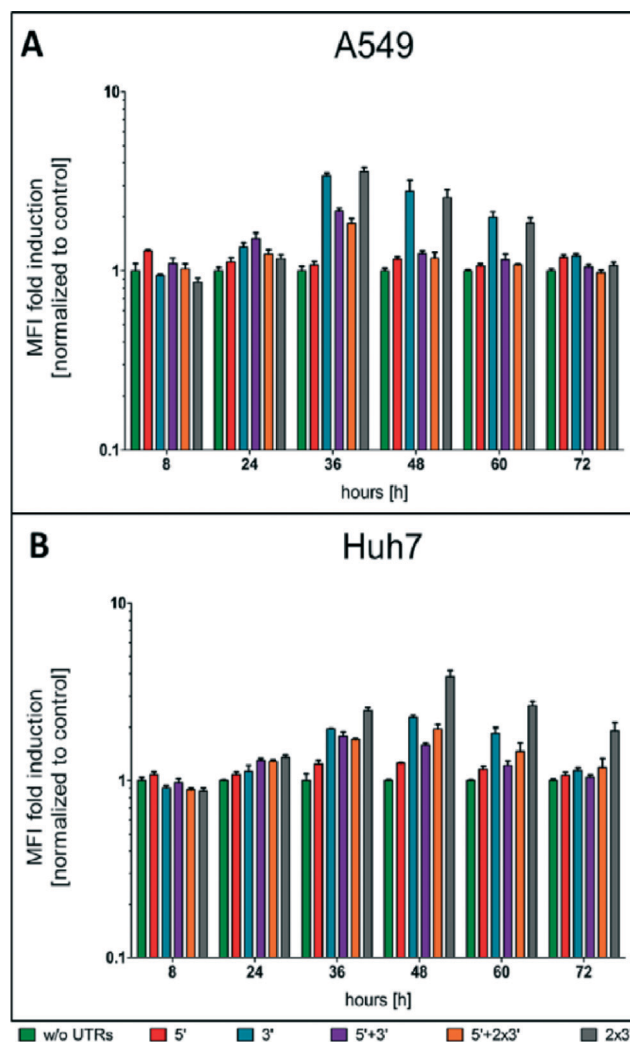 A
A549
MFI fold induction
[normalized to control]
10
1
0.1
8 24 36 48 60 72
hours [h]
B
Huh7
MFI fold induction
[normalized to control]
10
1
0.1
8 24 36 48 60 72
hours [h]
w/o UTRs 5' 3' 5'+3' 5'+2x3' 2x3